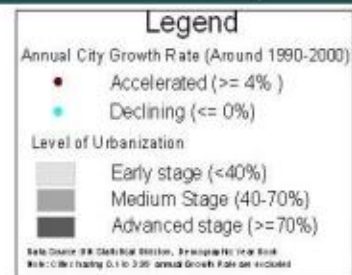 Legend
Annual City Growth Rate (Around 1990-2000)
Accelerated (>= 4% )
Declining (<= 0%)
Level of Urbanization
Early stage (<40%)
Medium Stage (40-70%)
Advanced stage (>=70%)
Data Source: UN Statistical Division, Demographic Year Book
Note: Cities having 0.1 to 3.99 annual Growth Rate are excluded